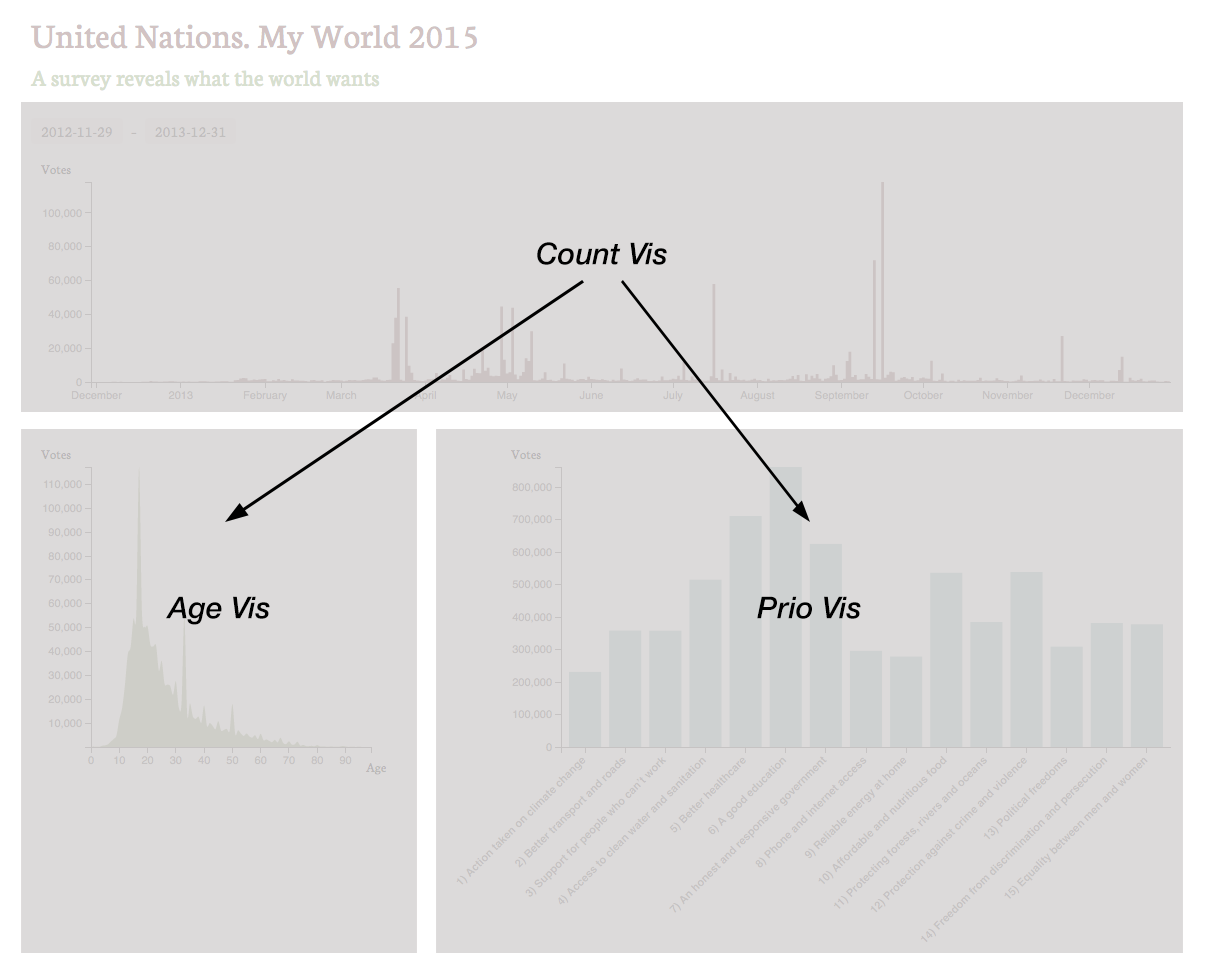 United Nations. My World 2015
A survey reveals what the world wants
2012-11-29 - 2013-12-31
Votes
100,000
80,000
60,000
40,000
20,000
0
December 2013 February March April May June July August September October November December
Count Vis
Votes
110,000
100,000
90,000
80,000
70,000
60,000
50,000
40,000
30,000
20,000
10,000
0 10 20 30 40 50 60 70 80 90
Age
Age Vis
Votes
800,000
700,000
600,000
500,000
400,000
300,000
200,000
100,000
0
Prio Vis
1) Action taken on climate change
2) Better transport and roads
3) Support for people who can't work
4) Access to clean water and sanitation
5) Better healthcare
6) A good education
7) An honest and responsive government
8) Phone and internet access
9) Reliable energy at home
10) Affordable and nutritious food
11) Protecting forests, rivers and oceans
12) Protection against crime and violence
13) Political freedoms
14) Freedom from discrimination and persecution
15) Equality between men and women